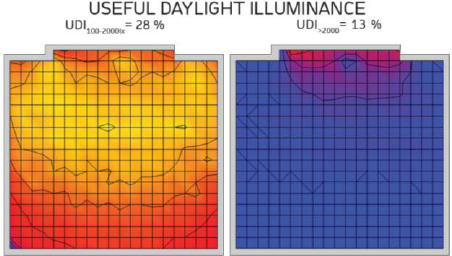 USEFUL DAYLIGHT ILLUMINANCE
UDI100-2000lx= 28 % UDI>2000= 13 %